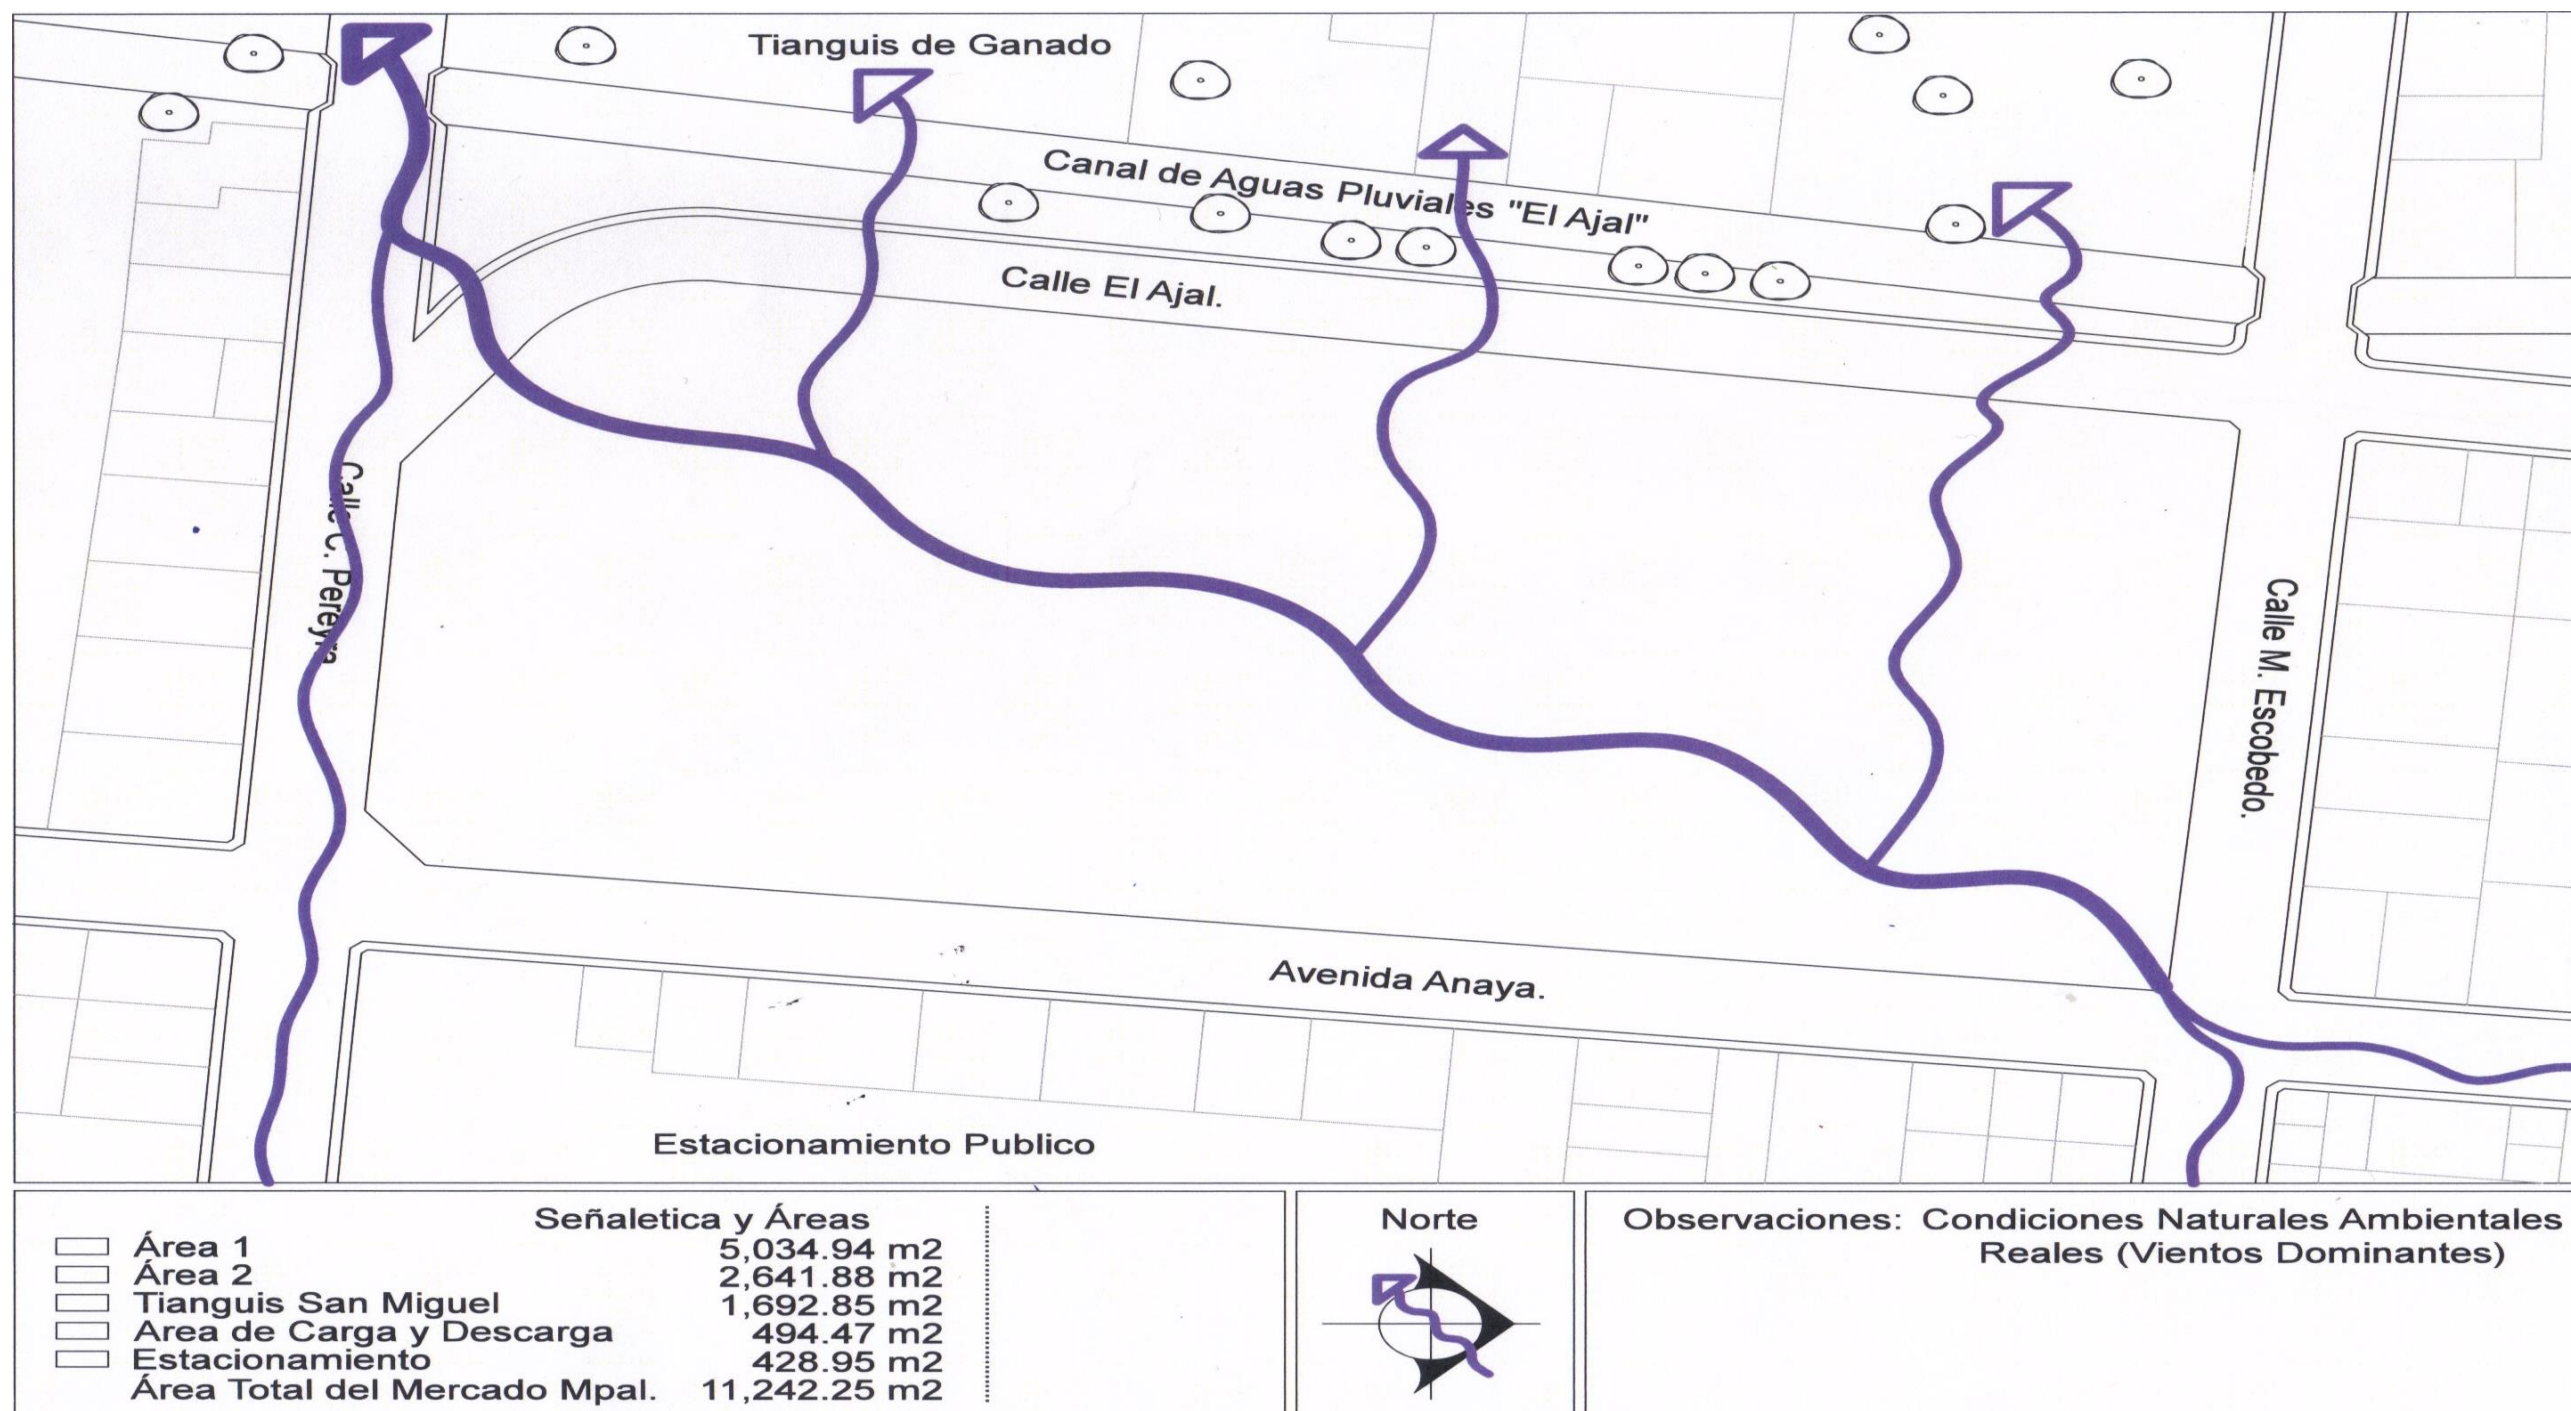 Tianguis de Ganado
Canal de Aguas Pluviales "El Ajal"
Calle El Ajal.
Calle C. Pereyra
Calle M. Escobedo.
Avenida Anaya.
Estacionamiento Publico
Señaletica y Áreas
Área 1 5,034.94 m2
Área 2 2,641.88 m2
Tianguis San Miguel 1,692.85 m2
Area de Carga y Descarga 494.47 m2
Estacionamiento 428.95 m2
Área Total del Mercado Mpal. 11,242.25 m2
Norte
Observaciones: Condiciones Naturales Ambientales
Reales (Vientos Dominantes)